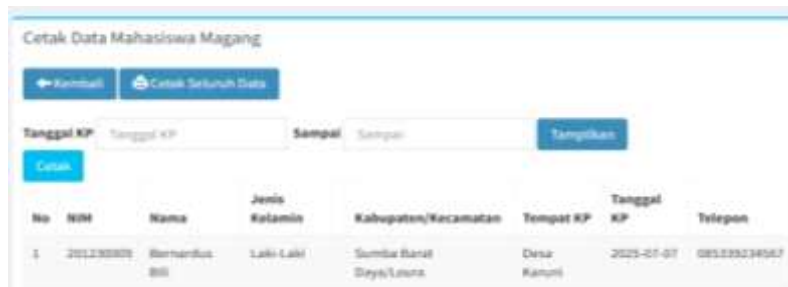 Cetak Data Mahasiswa Magang
Kembali Cetak Seluruh Data
Tanggal KP Tanggal KP Sampai Sampai Tampilkan
Cetak
No NIM Nama Jenis Kelamin Kabupaten/Kecamatan Tempat KP Tanggal KP Telepon
1 Bernardus Bili Laki-Laki Sumba Barat Daya/Loura Desa Karuni 2025-07-07 085339234567